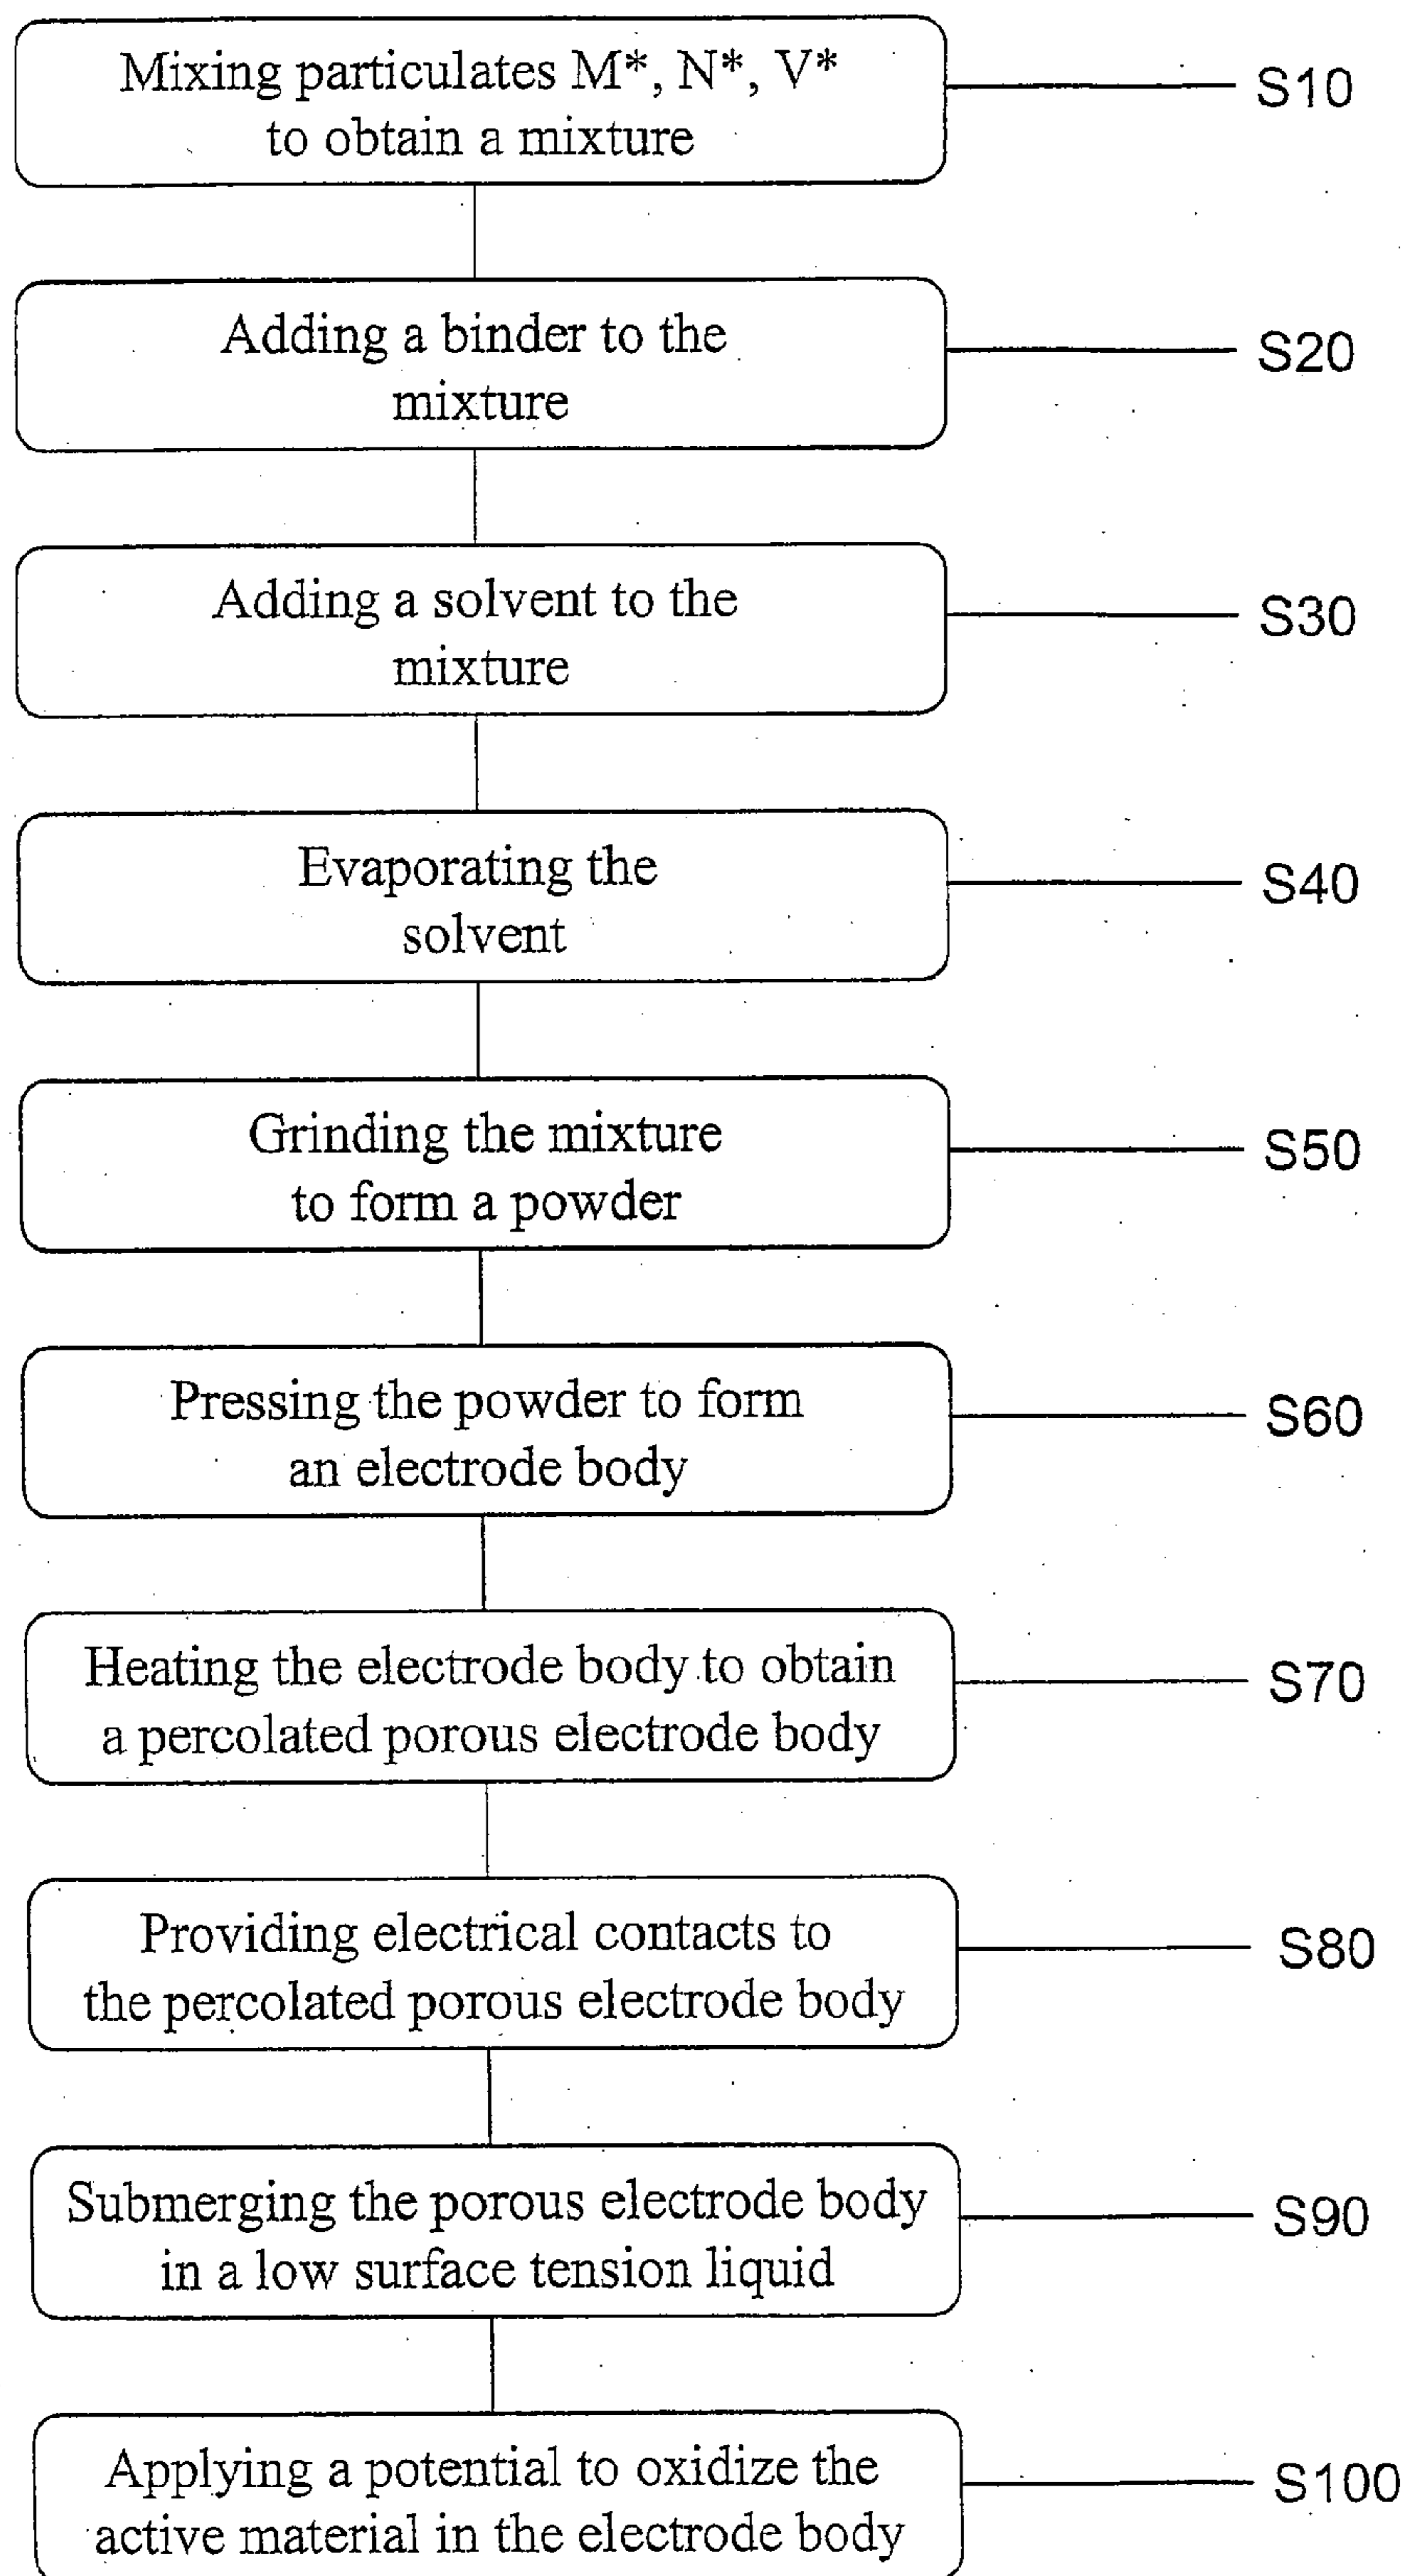 Mixing particulates M*, N*, V*
to obtain a mixture
S10
Adding a binder to the
mixture
S20
Adding a solvent to the
mixture
S30
Evaporating the
solvent
S40
Grinding the mixture
to form a powder
S50
Pressing the powder to form
an electrode body
S60
Heating the electrode body to obtain
a percolated porous electrode body
S70
Providing electrical contacts to
the percolated porous electrode body
S80
Submerging the porous electrode body
in a low surface tension liquid
S90
Applying a potential to oxidize the
active material in the electrode body
S100